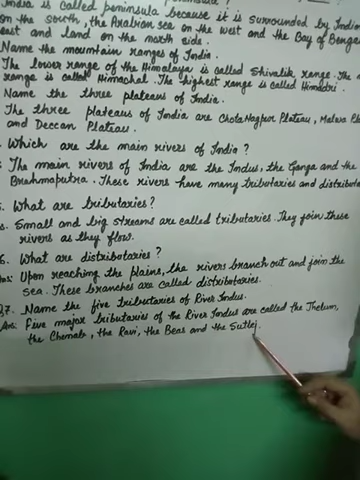 India is called peninsula because it is surrounded by Indian
on the south, the Arabian sea on the west and the Bay of Bengal
east and land on the north side.
Name the mountain ranges of India.
The lower range of the Himalaya is called Shivalik range. The
range is called Himachal. The highest range is called Himadri.
Name the three plateaus of India.
The three plateaus of India are Chota Nagpur Plateau, Malwa
and Deccan Plateau.
Which are the main rivers of India?
The main rivers of India are the Indus, the Ganga and the
Brahmaputra. These rivers have many tributaries and
What are tributaries?
Small and big streams are called tributaries. They join these
rivers as they flow.
6. What are distributaries?
Ans: Upon reaching the plains, the rivers branch out and join the
sea. These branches are called distributaries.
Q7. Name the five tributaries of River Indus.
Ans: Five major tributaries of the River Indus are called the Jhelum,
the Chenab, the Ravi, the Beas and the Sutlej.